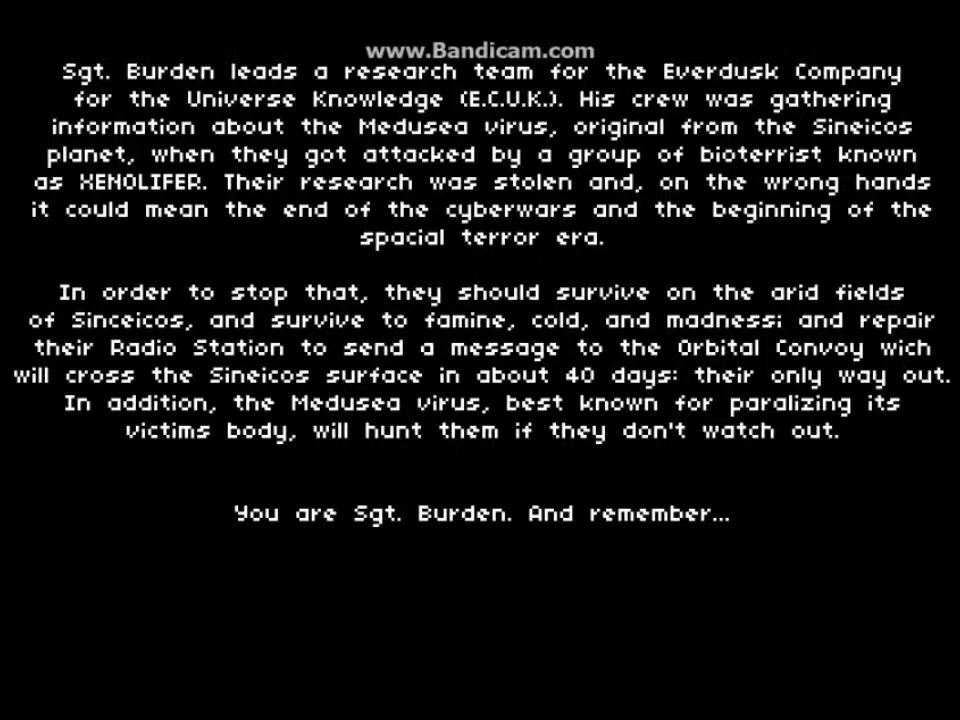 www.Bandicam.com
Sgt. Burden leads a research team for the Everdusk Company
for the Universe Knowledge (E.C.U.K.). His crew was gathering
information about the Medusea virus, original from the Sineicos
planet, when they got attacked by a group of bioterrist known
as XENOLIFER. Their research was stolen and, on the wrong hands
it could mean the end of the cyberwars and the beginning of the
spacial terror era.
In order to stop that, they should survive on the arid fields
of Sinceicos, and survive to famine, cold, and madness; and repair
their Radio Station to send a message to the Orbital Convoy wich
will cross the Sineicos surface in about 40 days: their only way out.
In addition, the Medusea virus, best known for paralizing its
victims body, will hunt them if they don't watch out.
You are Sgt. Burden. And remember...